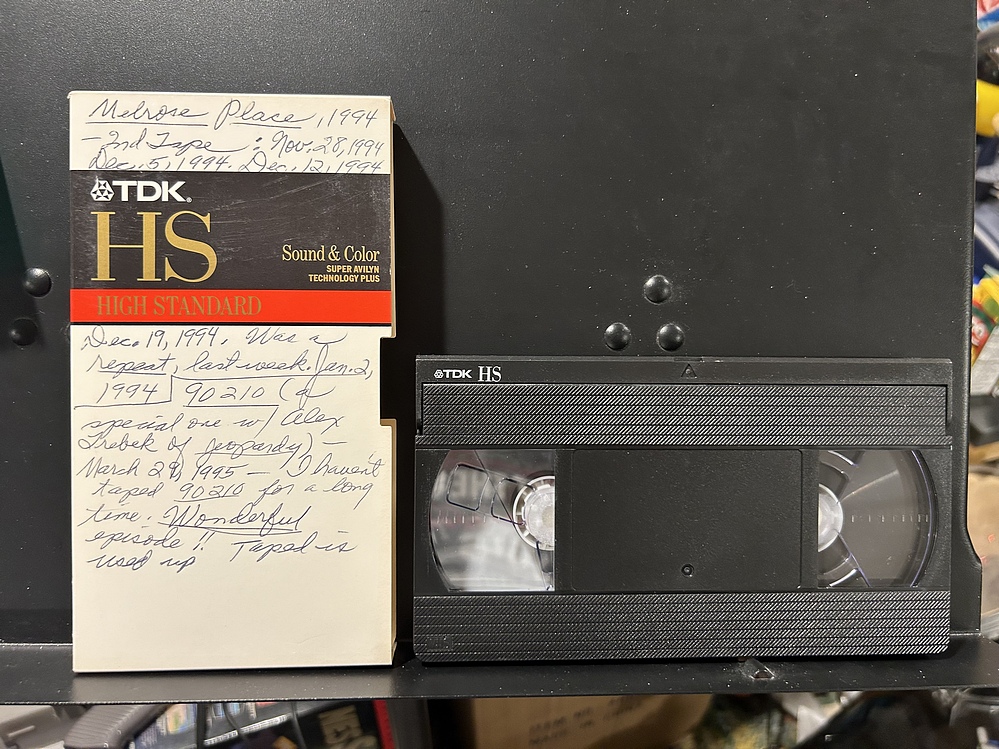 Melrose Place, 1994
- 2nd Tape : Nov. 28, 1994
Dec. 5, 1994. Dec. 12, 1994
TDK
HS
Sound & Color
SUPER AVILYN
TECHNOLOGY PLUS
HIGH STANDARD
Dec. 19, 1994. Was a
repeat, last week. Jan. 2,
1994 90210 (a
special one w/ Alex
Trebek of jeopardy) -
March 29, 1995 - I haven't
taped 90210 for a long
time. Wonderful
episode !! Taped is
used up
TDK HS